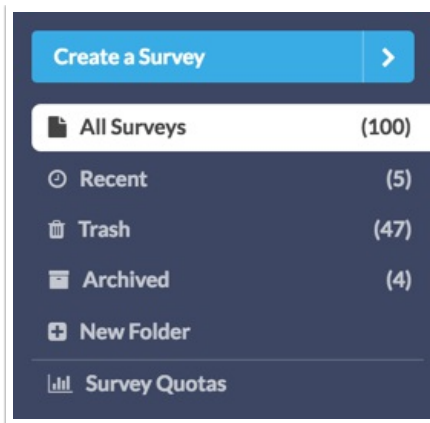 Create a Survey
All Surveys (100)
Recent (5)
Trash (47)
Archived (4)
New Folder
Survey Quotas